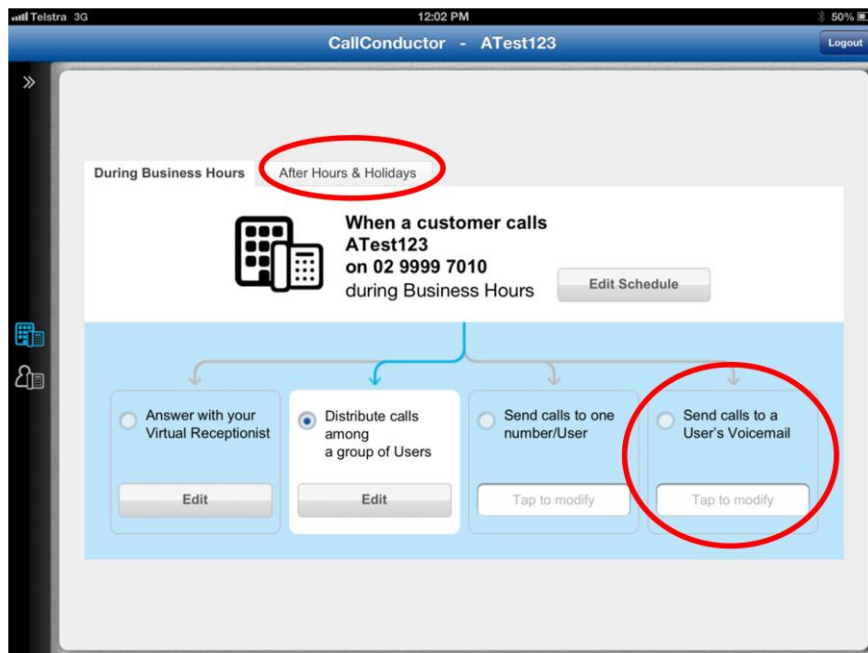 Telstra 3G 12:02 PM 50%
CallConductor - ATest123 Logout
During Business Hours After Hours & Holidays
When a customer calls
ATest123
on 02 9999 7010
during Business Hours
Edit Schedule
Answer with your
Virtual Receptionist
Edit
Distribute calls
among
a group of Users
Edit
Send calls to one
number/User
Tap to modify
Send calls to a
User's Voicemail
Tap to modify